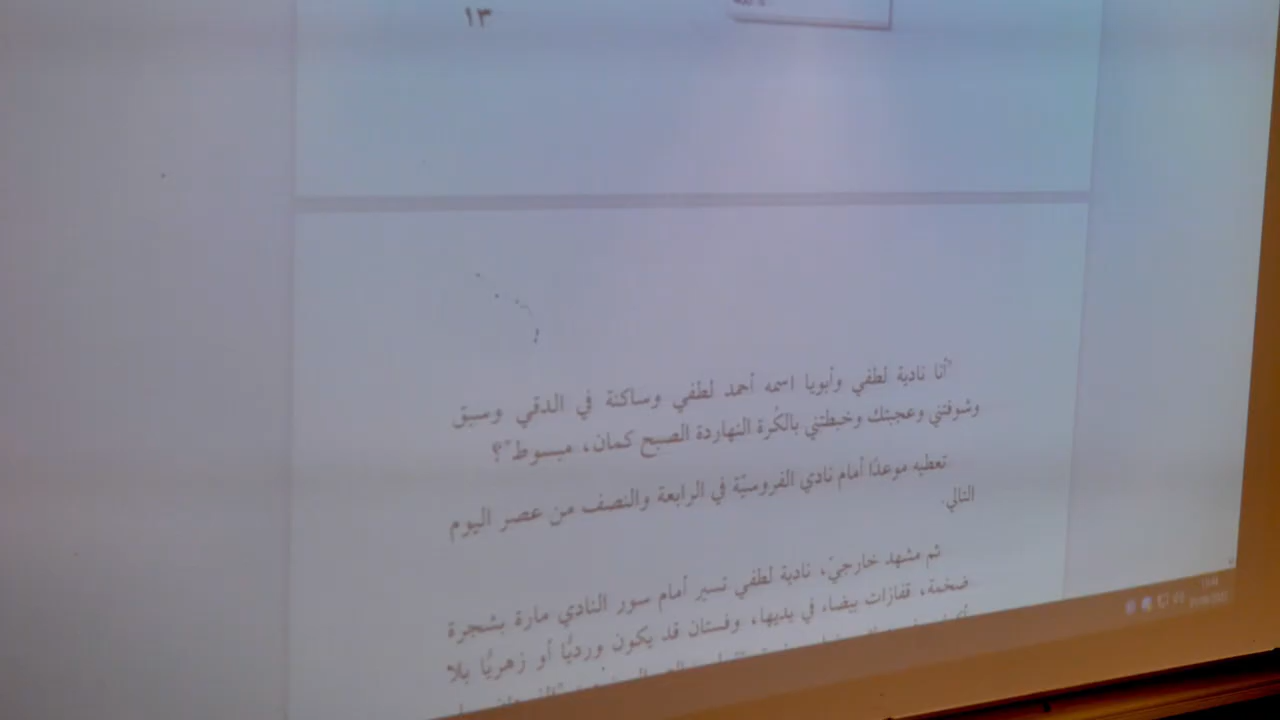 ١٣
"أنا نادية لطفي وأبويا اسمه أحمد لطفي وساكنة في الدقي وسبق
وشوفتني وعجبتك وخبطتني بالكُرة النهاردة الصبح كمان، مبسوط"؟
تعطيه موعدًا أمام نادي الفروسيّة في الرابعة والنصف من عصر اليوم
التالي.
ثم مشهد خارجيّ، نادية لطفي تسير أمام سور النادي مارة بشجرة
ضخمة، قفازات بيضاء في يديها، وفستان قد يكون ورديًّا أو زهريًّا بلا